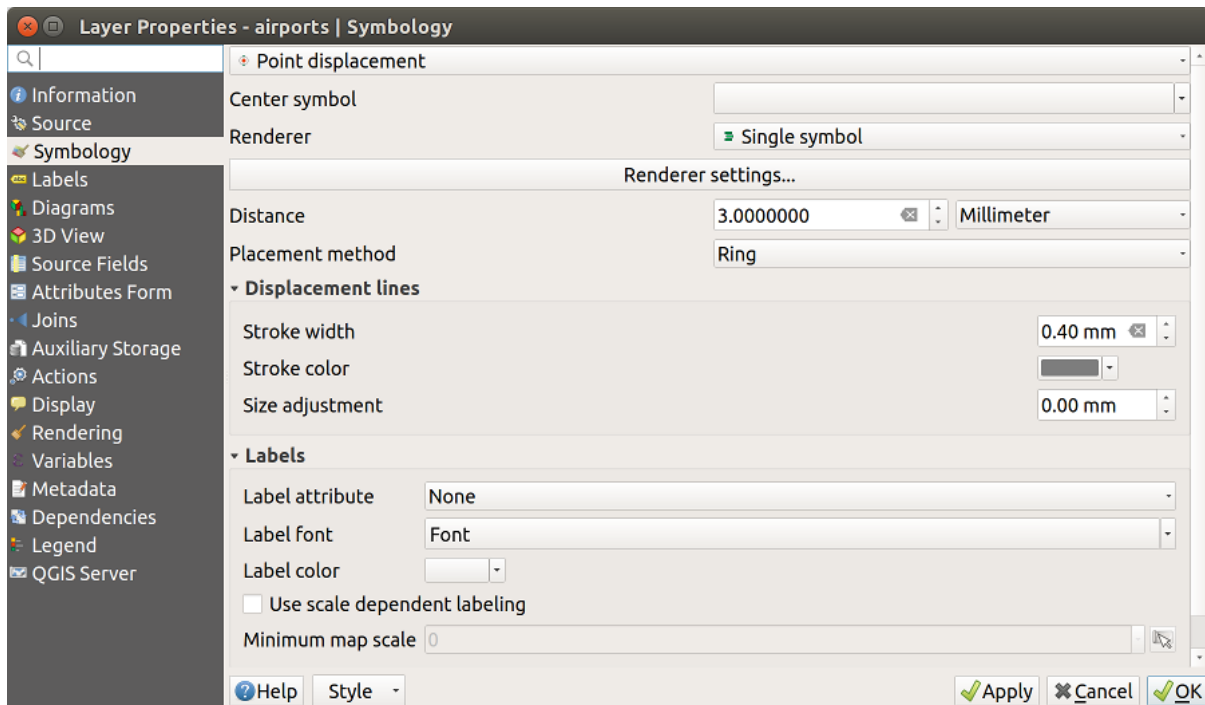 Layer Properties - airports | Symbology
Information
Source
Symbology
Labels
Diagrams
3D View
Source Fields
Attributes Form
Joins
Auxiliary Storage
Actions
Display
Rendering
Variables
Metadata
Dependencies
Legend
QGIS Server
Point displacement
Center symbol
Renderer Single symbol
Renderer settings...
Distance 3.0000000 Millimeter
Placement method Ring
Displacement lines
Stroke width 0.40 mm
Stroke color
Size adjustment 0.00 mm
Labels
Label attribute None
Label font Font
Label color
Use scale dependent labeling
Minimum map scale 0
Help Style Apply Cancel OK